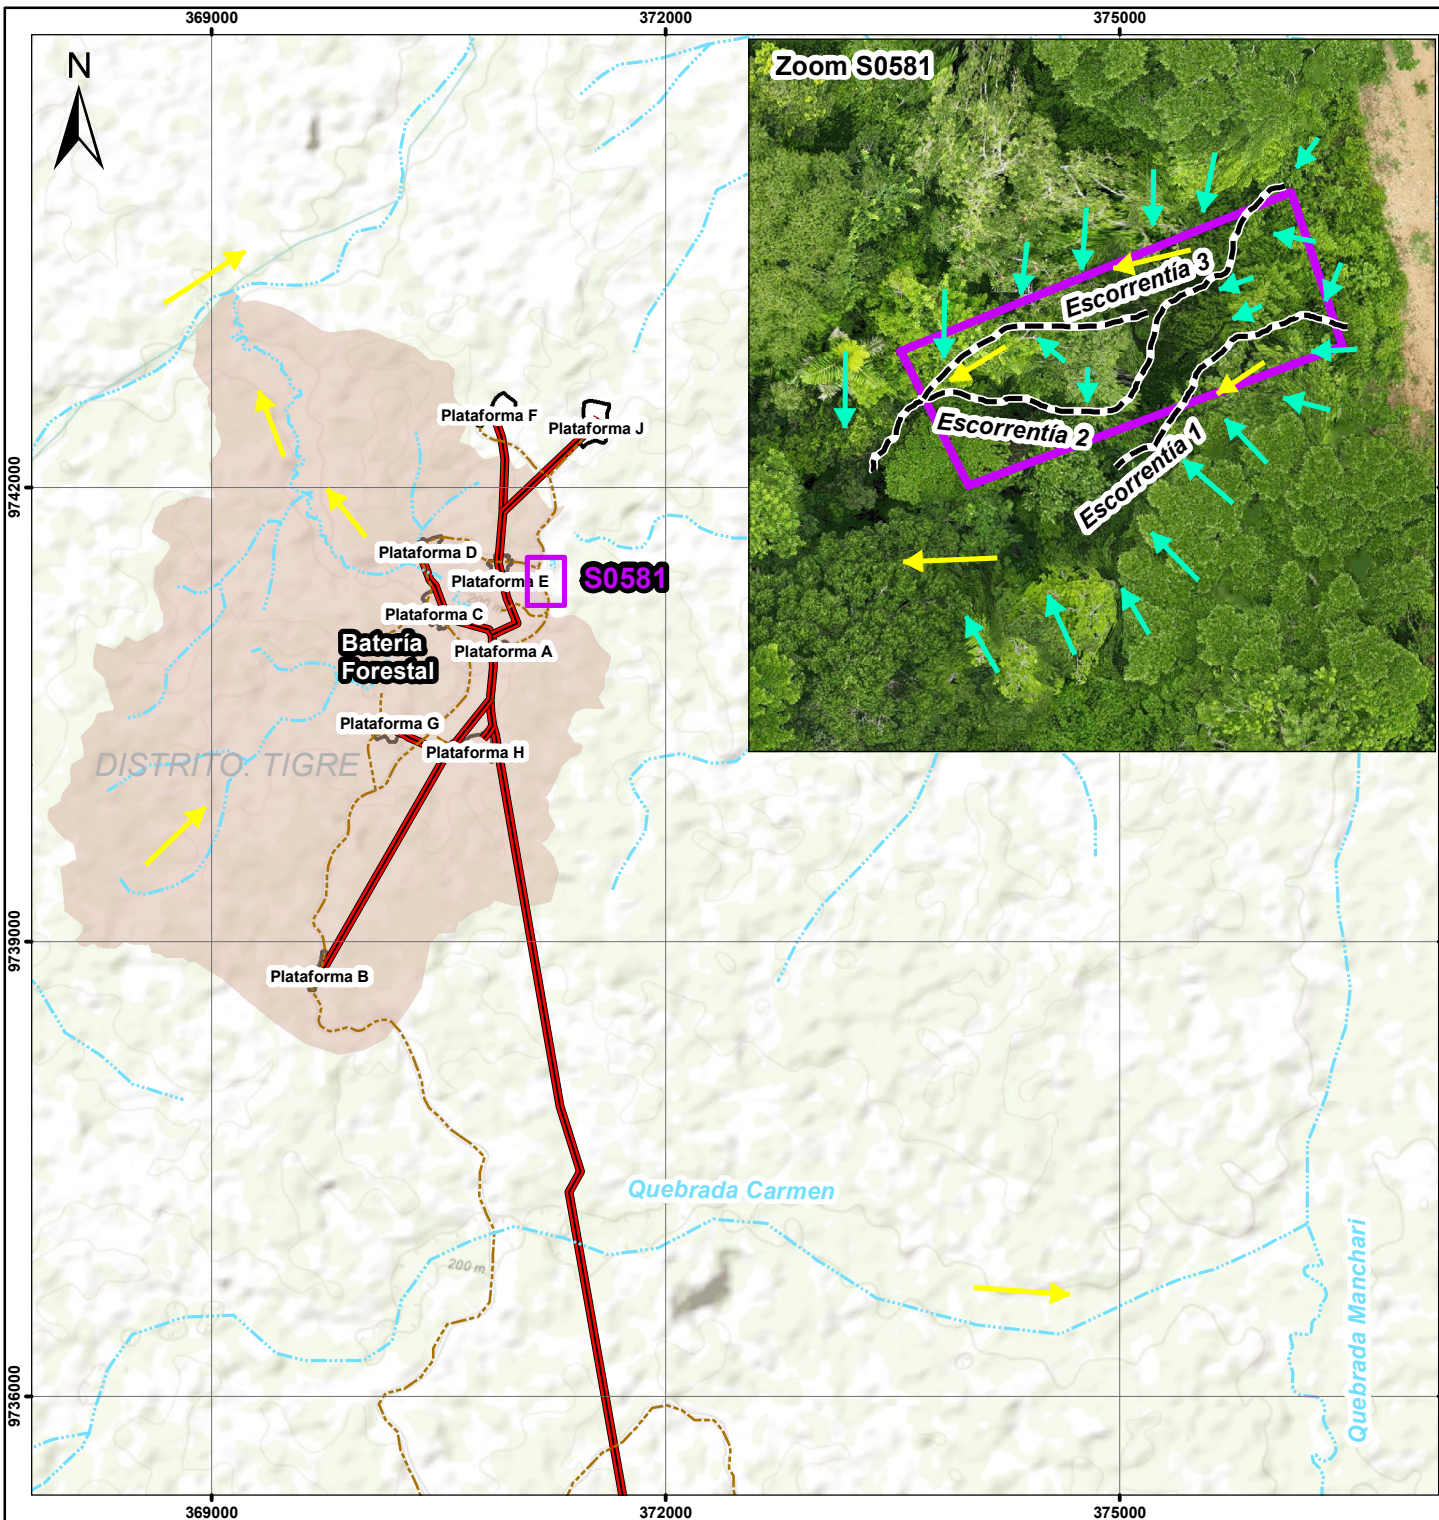 369000
372000
375000
N
Zoom S0581
Escorrentía 3
Escorrentía 2
Escorrentía 1
Plataforma F
Plataforma J
9742000
Plataforma D
Plataforma E
S0581
200 m
Plataforma C
Batería
Forestal
Plataforma A
Plataforma G
Plataforma H
DISTRITO. TIGRE
9739000
Plataforma B
Quebrada Carmen
200 m
Quebrada Manchari
9736000
369000
372000
375000